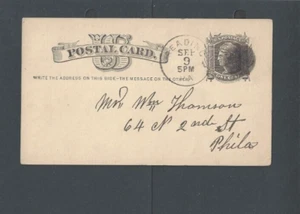 POSTAL CARD.
WRITE THE ADDRESS ON THIS SIDE-THE MESSAGE ON THE OTHER
SEP
9
5PM
Wm Thomson
64 N 2nd St
Phila